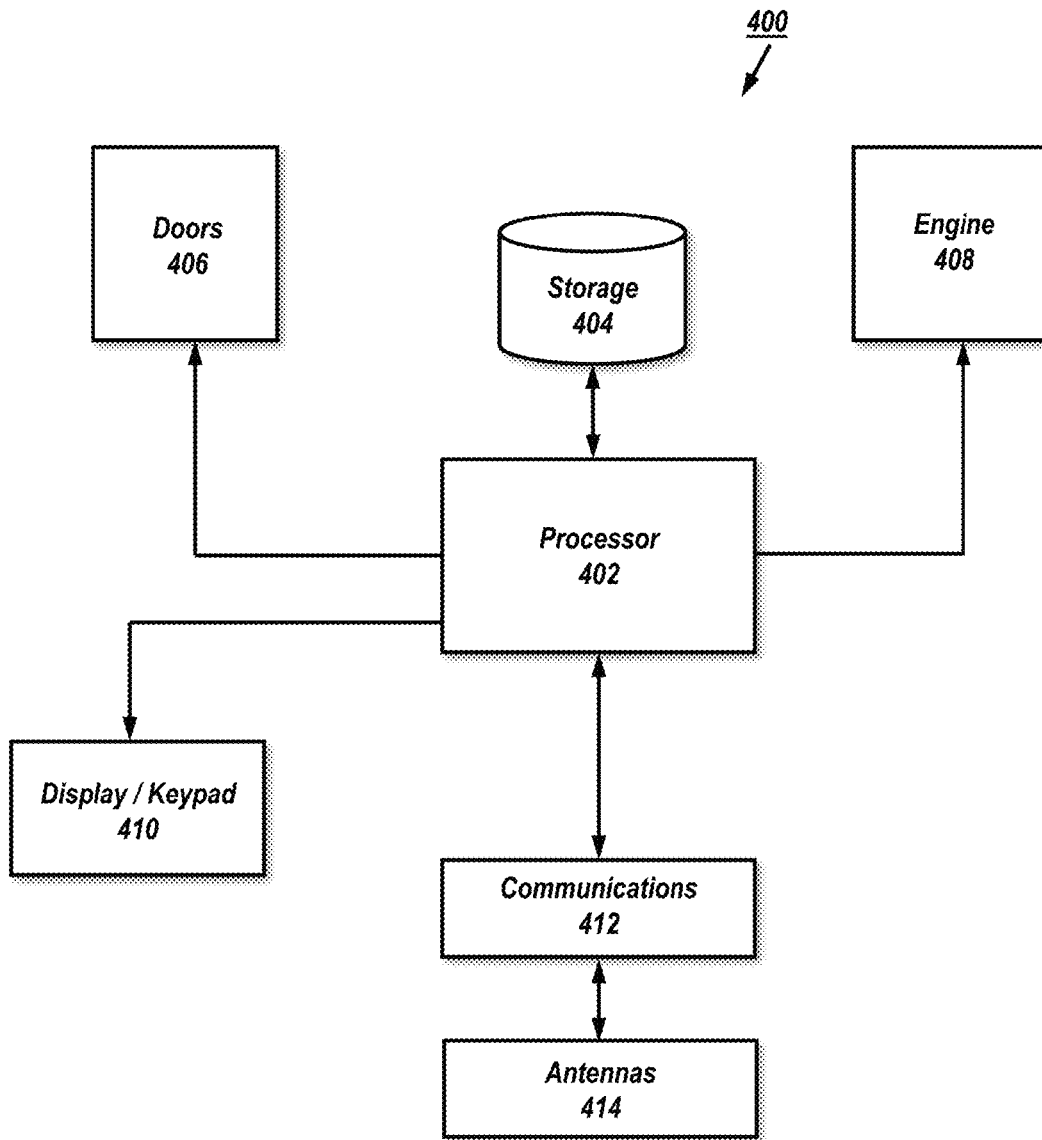 400
Doors
406
Storage
404
Engine
408
Processor
402
Display / Keypad
410
Communications
412
Antennas
414